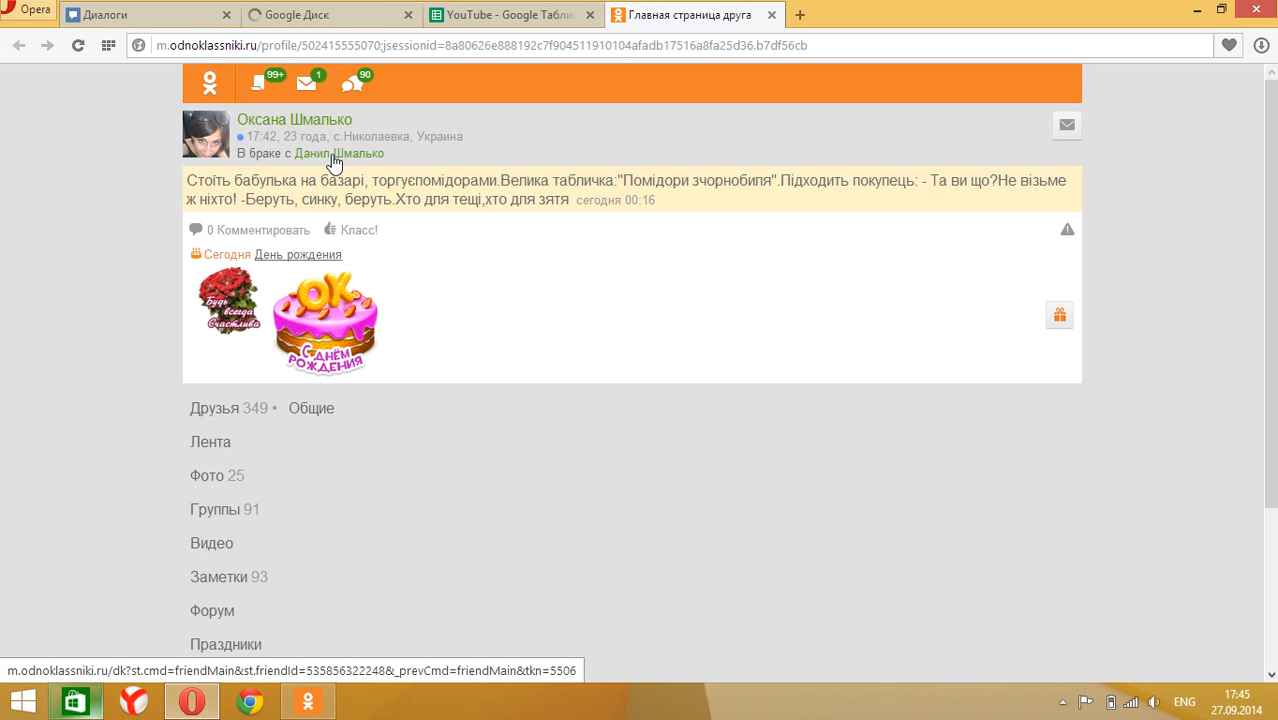 Opera
Диалоги
Google Диск
YouTube - Google Таблиц
Главная страница друга
m.odnoklassniki.ru/profile/502415555070;jsessionid=8a80626e886192c7f904511910104afadb17516a8fa25d36.b7df56cb
99+
1
90
Оксана Шмалько
17:42, 23 года, с.Николаевка, Украина
В браке с Данил Шмалько
Стоїть бабулька на базарі, торгуєпомідорами.Велика табличка:"Помідори зчорнобиля".Підходить покупець: - Та ви що?Не візьме
ж ніхто! -Беруть, синку, беруть.Хто для тещі,хто для зятя сегодня 00:16
0 Комментировать Класс!
Сегодня День рождения
Будь
всегда
Счастлива
ОК
С ДНЁМ
РОЖДЕНИЯ
Друзья 349 • Общие
Лента
Фото 25
Группы 91
Видео
Заметки 93
Форум
Праздники
m.odnoklassniki.ru/dk?st.cmd=friendMain&st.friendId=535856322248&_prevCmd=friendMain&tkn=5506
ENG
17:45
27.09.2014